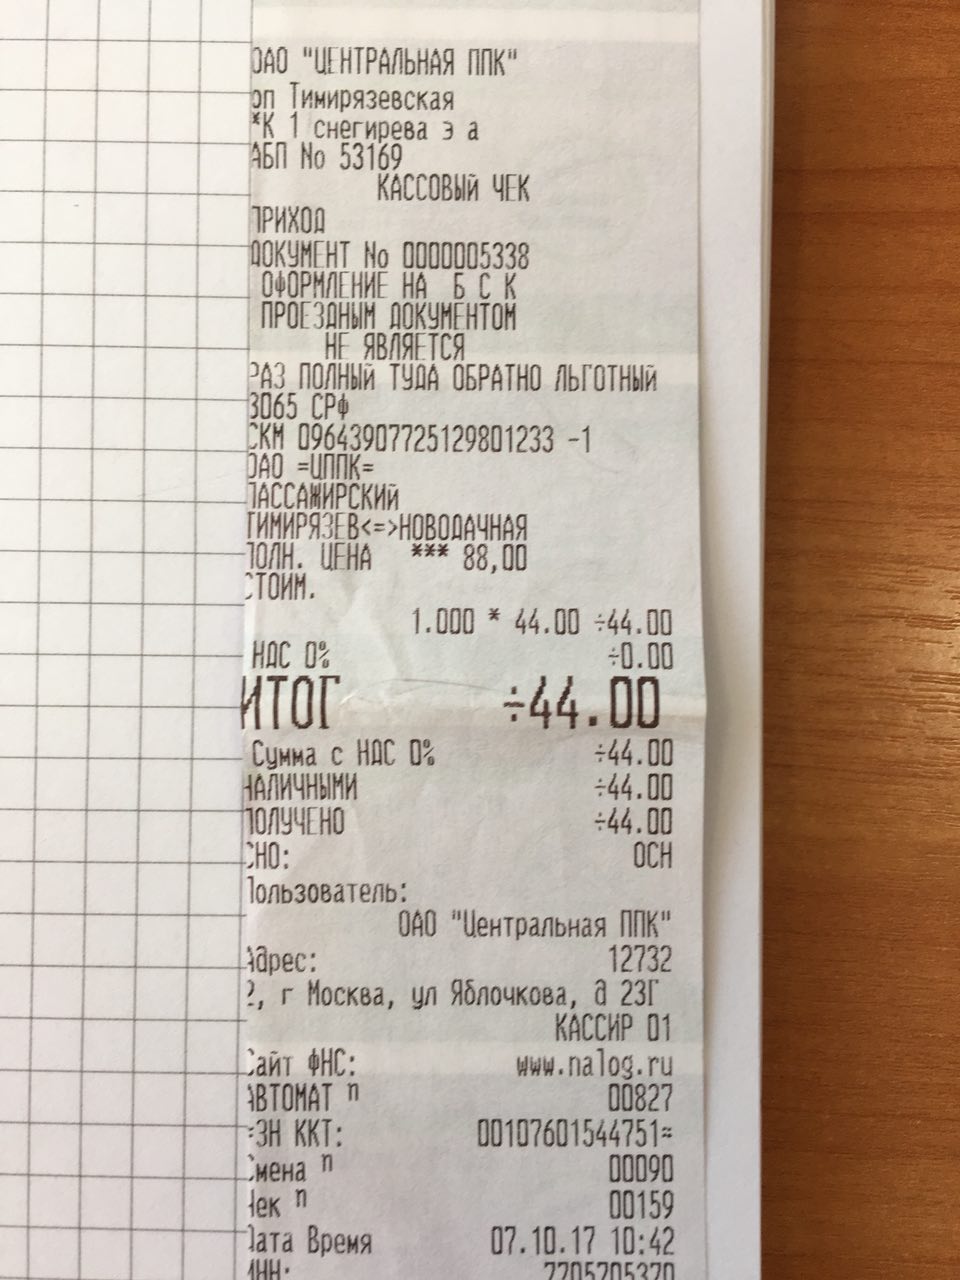 ОАО "ЦЕНТРАЛЬНАЯ ППК"
оп Тимирязевская
*К 1 снегирева э а
АБП No 53169
КАССОВЫЙ ЧЕК
ПРИХОД
ДОКУМЕНТ No 0000005338
ОФОРМЛЕНИЕ НА Б С К
ПРОЕЗДНЫМ ДОКУМЕНТОМ
НЕ ЯВЛЯЕТСЯ
РАЗ ПОЛНЫЙ ТУДА ОБРАТНО ЛЬГОТНЫЙ
3065 СРФ
СКМ 09643907725129801233 -1
ОАО =ЦППК=
ПАССАЖИРСКИЙ
ТИМИРЯЗЕВ<=>НОВОДАЧНАЯ
ПОЛН. ЦЕНА *** 88,00
СТОИМ.
1.000 * 44.00 ÷44.00
НДС 0% ÷0.00
ИТОГ ÷44.00
Сумма с НДС 0% ÷44.00
НАЛИЧНЫМИ ÷44.00
ПОЛУЧЕНО ÷44.00
СНО: ОСН
Пользователь:
ОАО "Центральная ППК"
Адрес: 12732
2, г Москва, ул Яблочкова, д 23Г
КАССИР 01
Сайт ФНС: www.nalog.ru
АВТОМАТ n 00827
=ЗН ККТ: 00107601544751=
Смена n 00090
Чек n 00159
Дата Время 07.10.17 10:42
ИНН: 7705705370